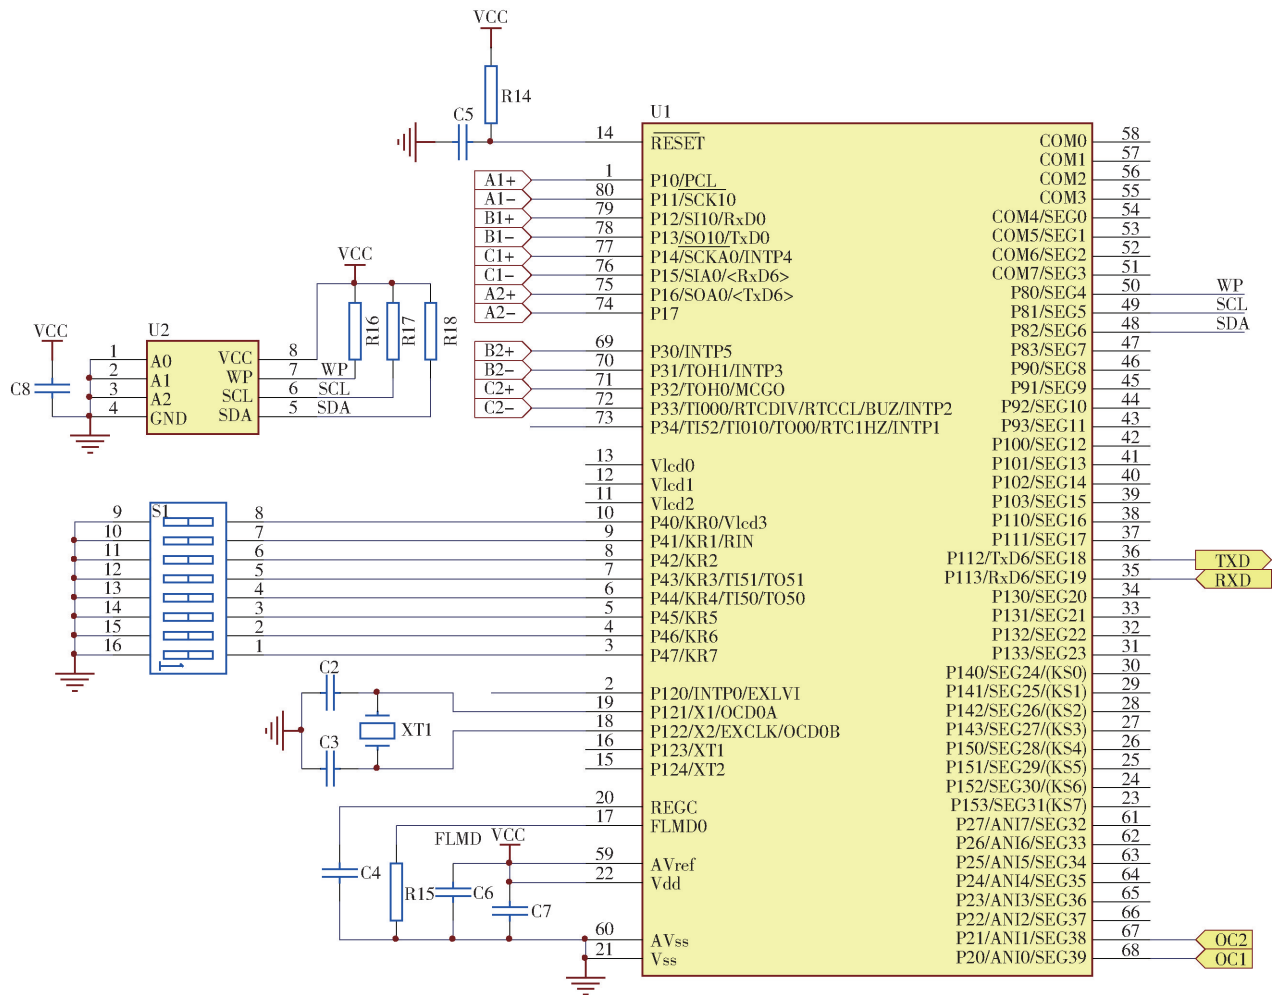 VCC
R14
C5
U1
14 RESET
1 P10/PCL
80 P11/SCK10
79 P12/SI10/RxD0
78 P13/SO10/TxD0
77 P14/SCKA0/INTP4
76 P15/SIA0/<RxD6>
75 P16/SOA0/<TxD6>
74 P17
69 P30/INTP5
70 P31/TOH1/INTP3
71 P32/TOH0/MCGO
72 P33/TI000/RTCDIV/RTCCL/BUZ/INTP2
73 P34/TI52/TI010/TO00/RTC1HZ/INTP1
13 Vlcd0
12 Vlcd1
11 Vlcd2
10 P40/KR0/Vlcd3
9 P41/KR1/RIN
8 P42/KR2
7 P43/KR3/TI51/TO51
6 P44/KR4/TI50/TO50
5 P45/KR5
4 P46/KR6
3 P47/KR7
2 P120/INTP0/EXLVI
19 P121/X1/OCD0A
18 P122/X2/EXCLK/OCD0B
16 P123/XT1
15 P124/XT2
20 REGC
17 FLMD0
59 AVref
22 Vdd
60 AVss
21 Vss
COM0 58
COM1 57
COM2 56
COM3 55
COM4/SEG0 54
COM5/SEG1 53
COM6/SEG2 52
COM7/SEG3 51
P80/SEG4 50 WP
P81/SEG5 49 SCL
P82/SEG6 48 SDA
P83/SEG7 47
P90/SEG8 46
P91/SEG9 45
P92/SEG10 44
P93/SEG11 43
P100/SEG12 42
P101/SEG13 41
P102/SEG14 40
P103/SEG15 39
P110/SEG16 38
P111/SEG17 37
P112/TxD6/SEG18 36 TXD
P113/RxD6/SEG19 35 RXD
P130/SEG20 34
P131/SEG21 33
P132/SEG22 32
P133/SEG23 31
P140/SEG24/(KS0) 30
P141/SEG25/(KS1) 29
P142/SEG26/(KS2) 28
P143/SEG27/(KS3) 27
P150/SEG28/(KS4) 26
P151/SEG29/(KS5) 25
P152/SEG30/(KS6) 24
P153/SEG31(KS7) 23
P27/ANI7/SEG32 61
P26/ANI6/SEG33 62
P25/ANI5/SEG34 63
P24/ANI4/SEG35 64
P23/ANI3/SEG36 65
P22/ANI2/SEG37 66
P21/ANI1/SEG38 67 OC2
P20/ANI0/SEG39 68 OC1
A1+
A1-
B1+
B1-
C1+
C1-
A2+
A2-
B2+
B2-
C2+
C2-
VCC
R16
R17
R18
VCC
C8
U2
1 A0 VCC 8
2 A1 WP 7 WP
3 A2 SCL 6 SCL
4 GND SDA 5 SDA
S1
9 8
10 7
11 6
12 5
13 4
14 3
15 2
16 1
C2
XT1
C3
FLMD VCC
C4
R15
C6
C7